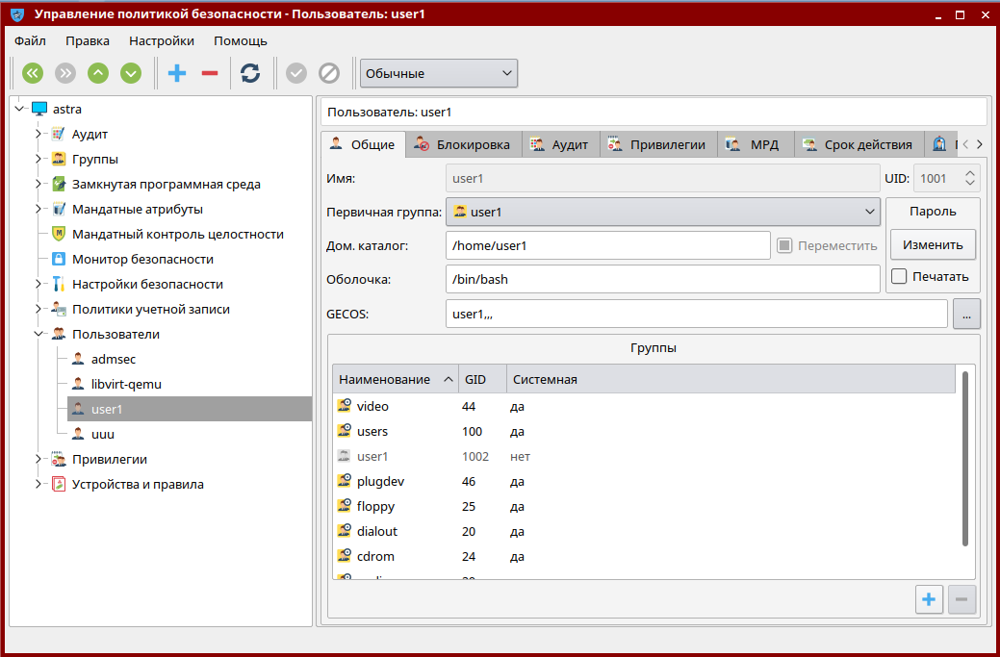 Управление политикой безопасности - Пользователь: user1
Файл Правка Настройки Помощь
Обычные
astra
Аудит
Группы
Замкнутая программная среда
Мандатные атрибуты
Мандатный контроль целостности
Монитор безопасности
Настройки безопасности
Политики учетной записи
Пользователи
admsec
libvirt-qemu
user1
uuu
Привилегии
Устройства и правила
Пользователь: user1
Общие Блокировка Аудит Привилегии МРД Срок действия
Имя: user1 UID: 1001
Первичная группа: user1 Пароль
Дом. каталог: /home/user1 Переместить Изменить
Оболочка: /bin/bash Печатать
GECOS: user1,,, ...
Группы
Наименование GID Системная
video 44 да
users 100 да
user1 1002 нет
plugdev 46 да
floppy 25 да
dialout 20 да
cdrom 24 да